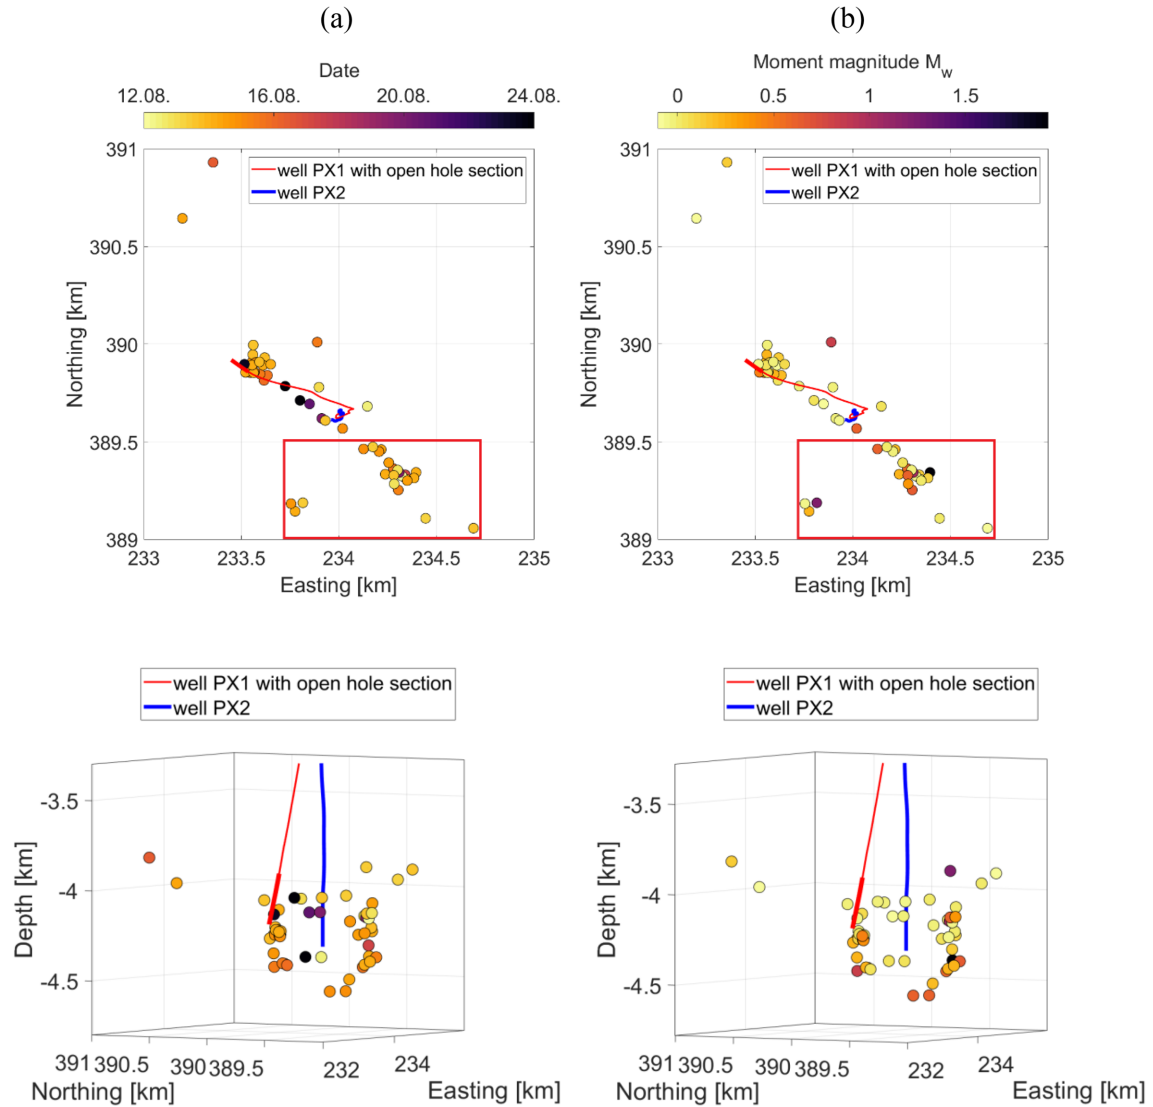 (a)
(b)
Date
12.08. 16.08. 20.08. 24.08.
Moment magnitude Mw
0 0.5 1 1.5
391
390.5
390
389.5
389
Northing [km]
well PX1 with open hole section
well PX2
233 233.5 234 234.5 235
Easting [km]
391
390.5
390
389.5
389
Northing [km]
well PX1 with open hole section
well PX2
233 233.5 234 234.5 235
Easting [km]
well PX1 with open hole section
well PX2
-3.5
-4
-4.5
Depth [km]
391 390.5 390 389.5 232 234
Northing [km] Easting [km]
well PX1 with open hole section
well PX2
-3.5
-4
-4.5
Depth [km]
391 390.5 390 389.5 232 234
Northing [km] Easting [km]